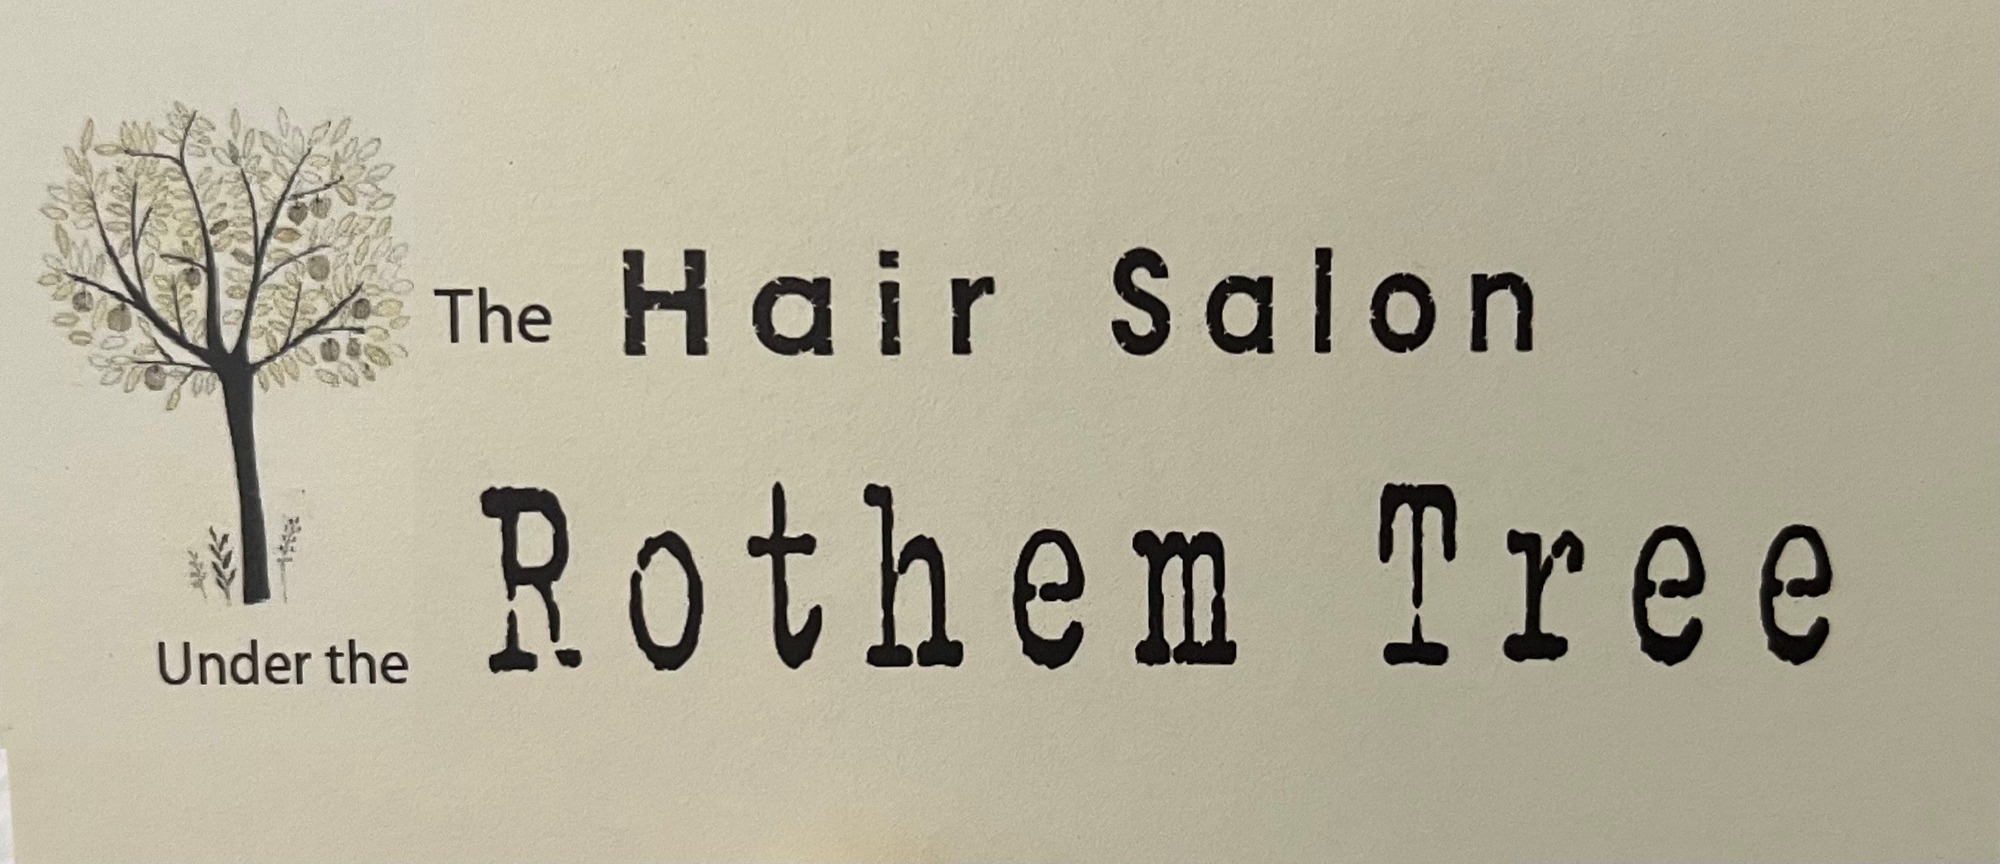 The Hair Salon
Under the Rothem Tree